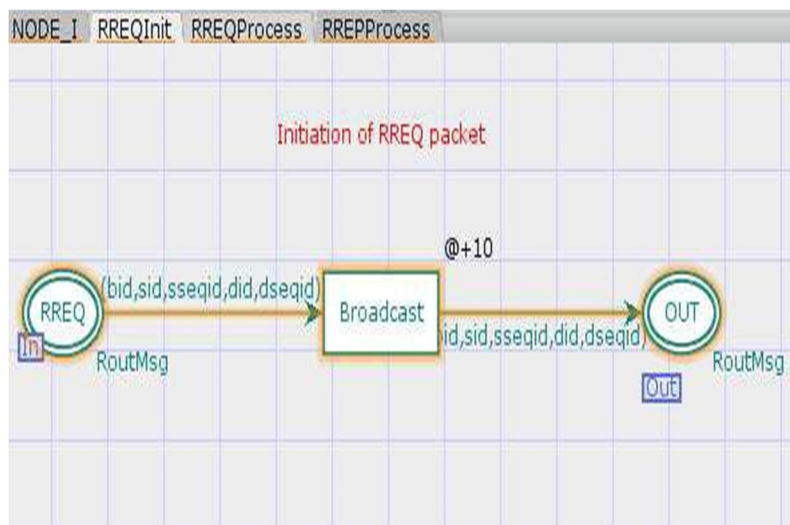 NODE_I RREQInit RREQProcess RREPProcess
Initiation of RREQ packet
@+10
(bid,sid,sseqid,did,dseqid)
RREQ
Broadcast
OUT
id,sid,sseqid,did,dseqid)
In
RoutMsg
RoutMsg
Out